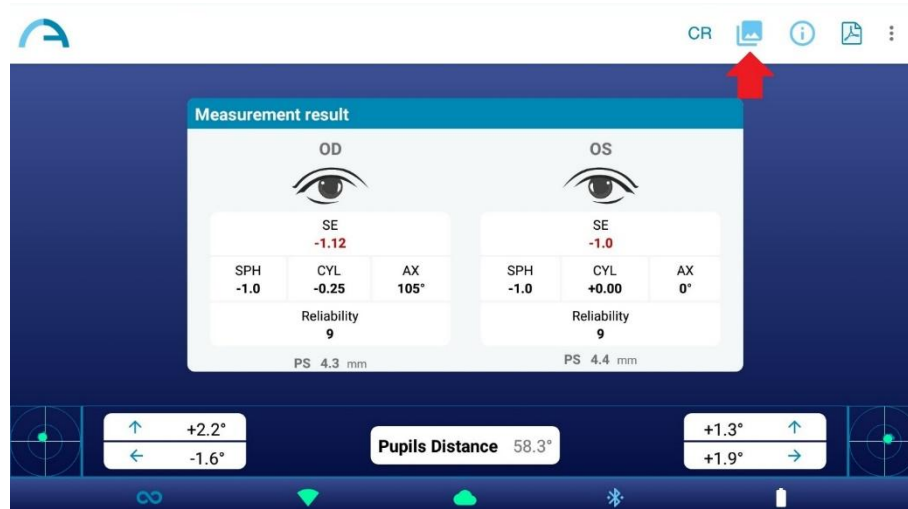 CR
Measurement result
OD OS
SE SE
-1.12 -1.0
SPH CYL AX SPH CYL AX
-1.0 -0.25 105° -1.0 +0.00 0°
Reliability Reliability
9 9
PS 4.3 mm PS 4.4 mm
+2.2° +1.3°
Pupils Distance 58.3°
-1.6° +1.9°